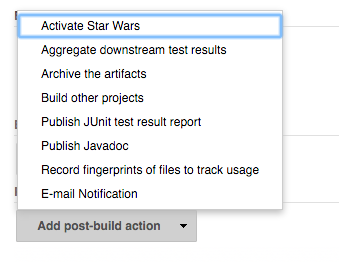 Activate Star Wars
Aggregate downstream test results
Archive the artifacts
Build other projects
Publish JUnit test result report
Publish Javadoc
Record fingerprints of files to track usage
E-mail Notification
Add post-build action